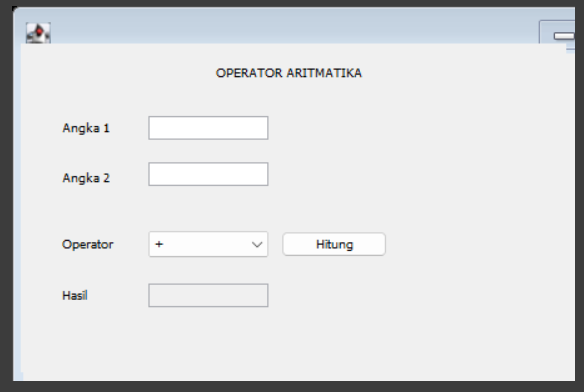 OPERATOR ARITMATIKA
Angka 1
Angka 2
Operator + Hitung
Hasil